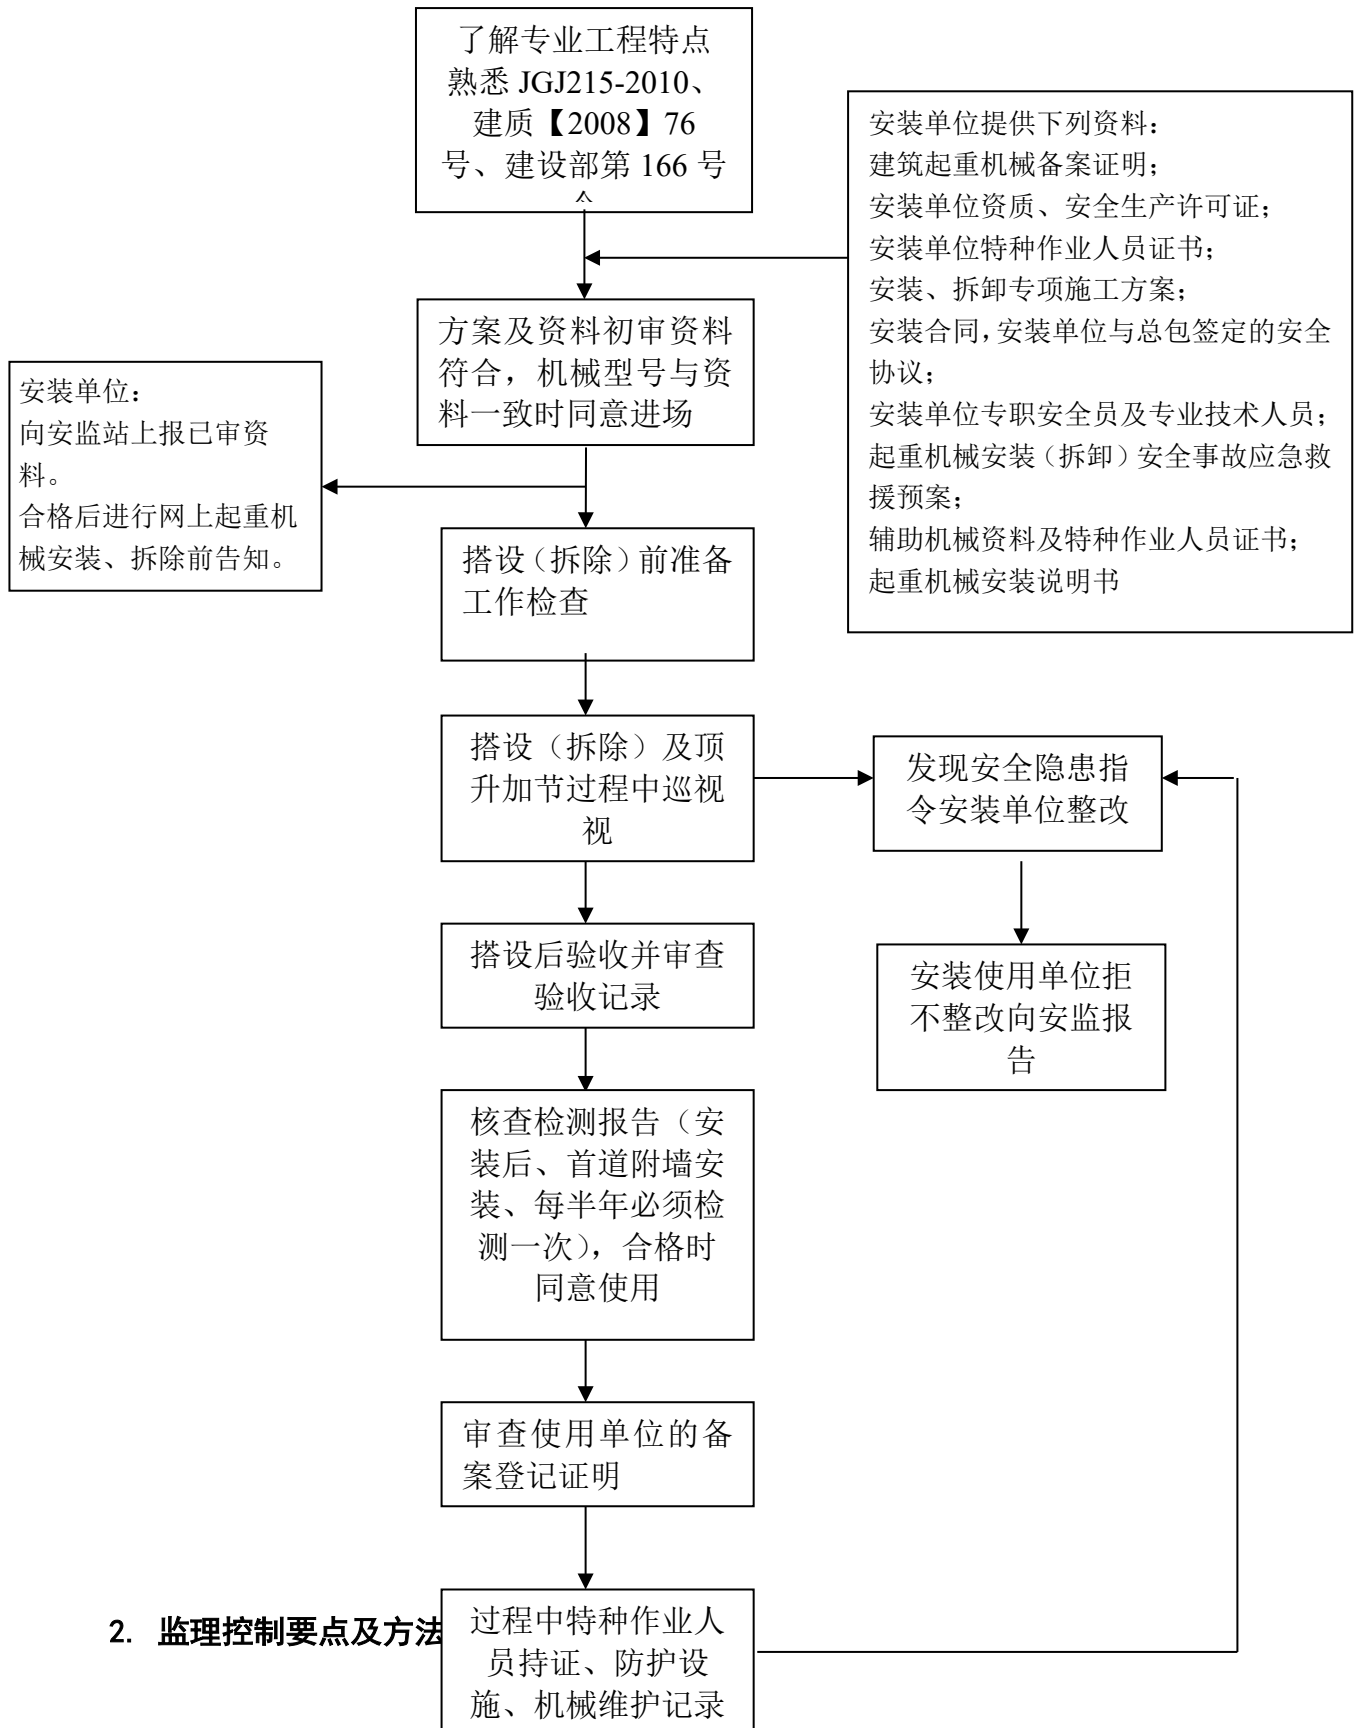 了解专业工程特点
熟悉 JGJ215-2010、
建质【2008】76
号、建设部第 166 号
安装单位提供下列资料：
建筑起重机械备案证明；
安装单位资质、安全生产许可证；
安装单位特种作业人员证书；
安装、拆卸专项施工方案；
安装合同，安装单位与总包签定的安全
协议；
安装单位专职安全员及专业技术人员；
起重机械安装（拆卸）安全事故应急救
援预案；
辅助机械资料及特种作业人员证书；
起重机械安装说明书
方案及资料初审资料
符合，机械型号与资
料一致时同意进场
安装单位：
向安监站上报已审资
料。
合格后进行网上起重机
械安装、拆除前告知。
搭设（拆除）前准备
工作检查
搭设（拆除）及顶
升加节过程中巡视
视
发现安全隐患指
令安装单位整改
搭设后验收并审查
验收记录
安装使用单位拒
不整改向安监报
告
核查检测报告（安
装后、首道附墙安
装、每半年必须检
测一次），合格时
同意使用
审查使用单位的备
案登记证明
过程中特种作业人
员持证、防护设
施、机械维护记录
2. 监理控制要点及方法